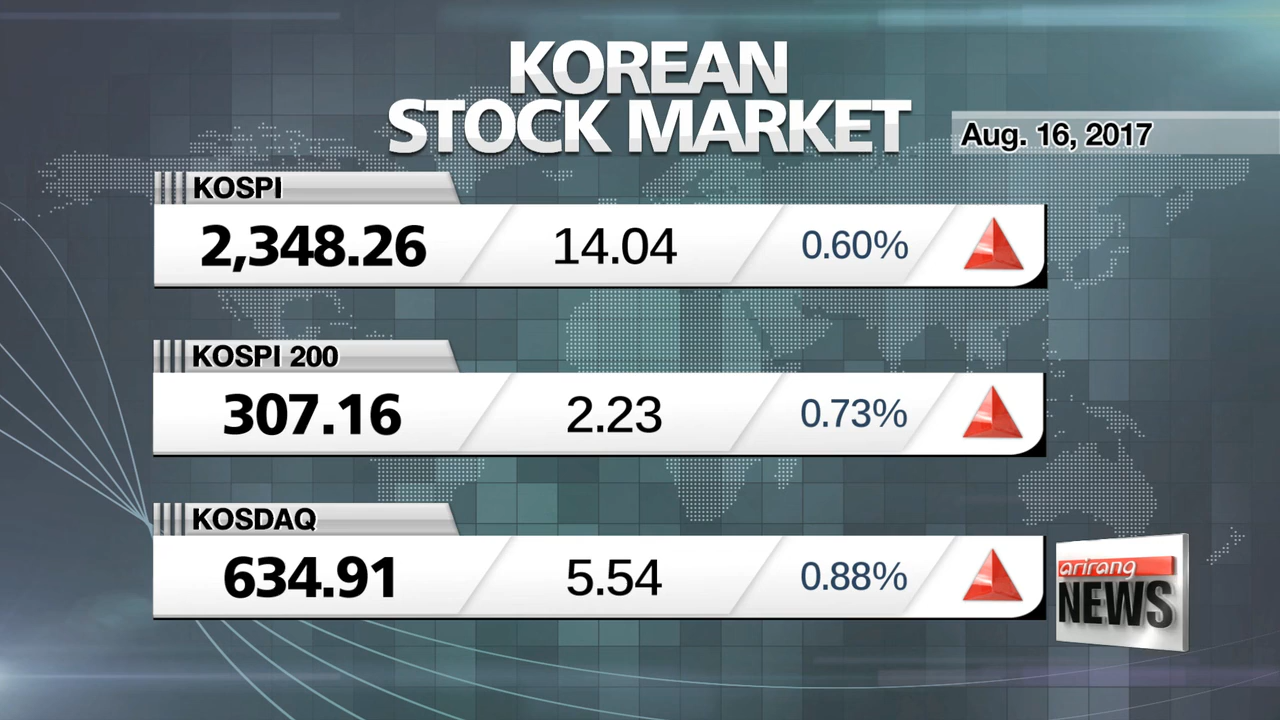 KOREAN
STOCK MARKET
Aug. 16, 2017
KOSPI
2,348.26 14.04 0.60%
KOSPI 200
307.16 2.23 0.73%
KOSDAQ
634.91 5.54 0.88%
arirang
NEWS